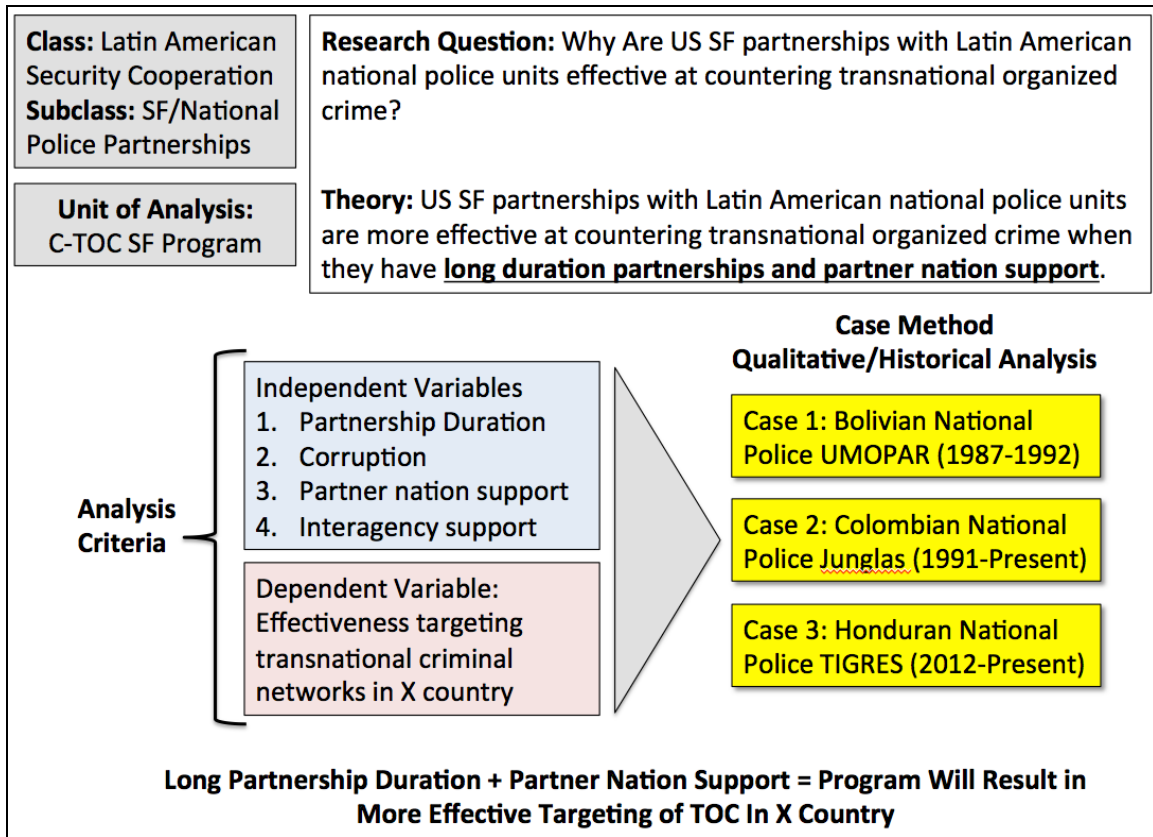 Class: Latin American
Security Cooperation
Subclass: SF/National
Police Partnerships
Unit of Analysis:
C-TOC SF Program
Research Question: Why Are US SF partnerships with Latin American
national police units effective at countering transnational organized
crime?
Theory: US SF partnerships with Latin American national police units
are more effective at countering transnational organized crime when
they have long duration partnerships and partner nation support.
Analysis
Criteria
Independent Variables
1. Partnership Duration
2. Corruption
3. Partner nation support
4. Interagency support
Dependent Variable:
Effectiveness targeting
transnational criminal
networks in X country
Case Method
Qualitative/Historical Analysis
Case 1: Bolivian National
Police UMOPAR (1987-1992)
Case 2: Colombian National
Police Junglas (1991-Present)
Case 3: Honduran National
Police TIGRES (2012-Present)
Long Partnership Duration + Partner Nation Support = Program Will Result in
More Effective Targeting of TOC In X Country